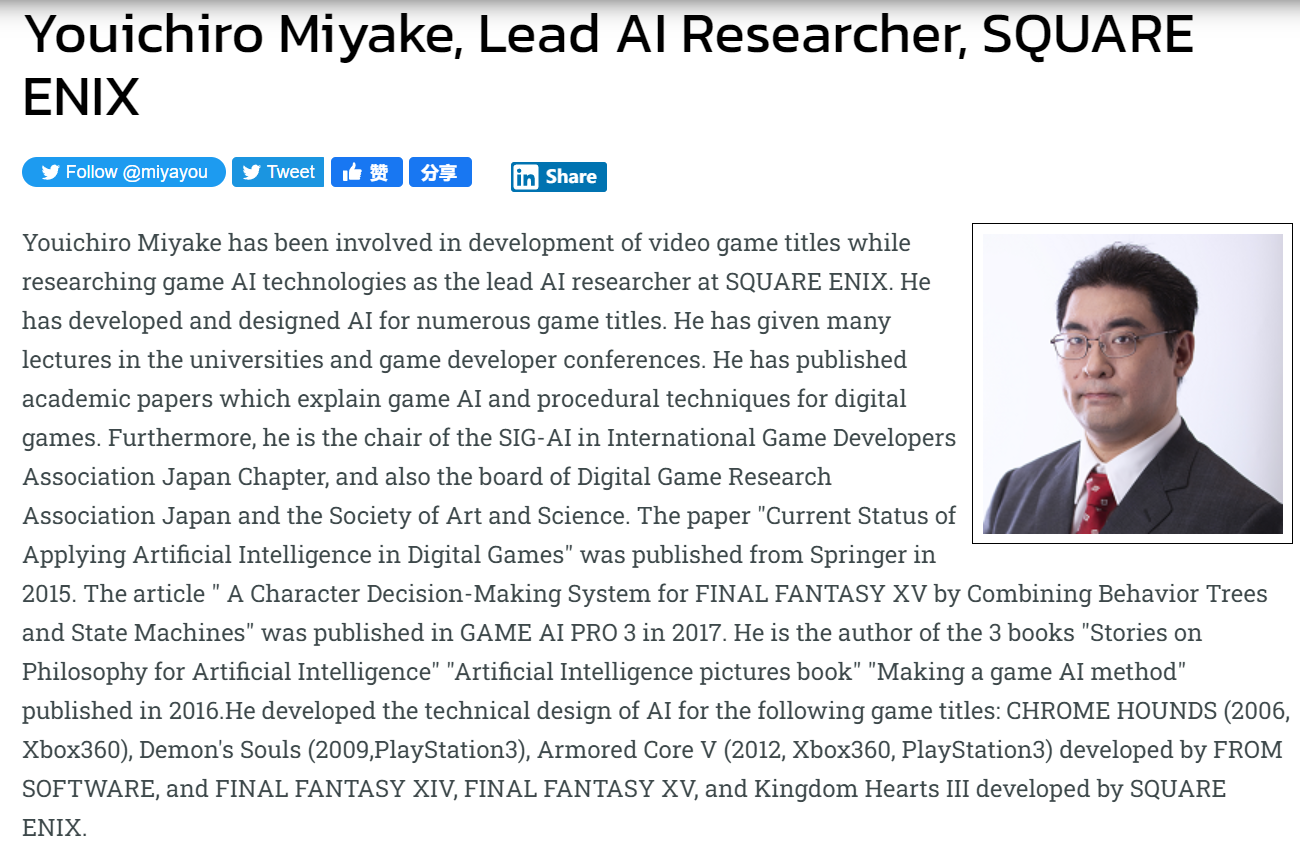 Youichiro Miyake, Lead AI Researcher, SQUARE
ENIX
Follow @miyayou Tweet 赞 分享 in Share
Youichiro Miyake has been involved in development of video game titles while
researching game AI technologies as the lead AI researcher at SQUARE ENIX. He
has developed and designed AI for numerous game titles. He has given many
lectures in the universities and game developer conferences. He has published
academic papers which explain game AI and procedural techniques for digital
games. Furthermore, he is the chair of the SIG-AI in International Game Developers
Association Japan Chapter, and also the board of Digital Game Research
Association Japan and the Society of Art and Science. The paper "Current Status of
Applying Artificial Intelligence in Digital Games" was published from Springer in
2015. The article " A Character Decision-Making System for FINAL FANTASY XV by Combining Behavior Trees
and State Machines" was published in GAME AI PRO 3 in 2017. He is the author of the 3 books "Stories on
Philosophy for Artificial Intelligence" "Artificial Intelligence pictures book" "Making a game AI method"
published in 2016.He developed the technical design of AI for the following game titles: CHROME HOUNDS (2006,
Xbox360), Demon's Souls (2009,PlayStation3), Armored Core V (2012, Xbox360, PlayStation3) developed by FROM
SOFTWARE, and FINAL FANTASY XIV, FINAL FANTASY XV, and Kingdom Hearts III developed by SQUARE
ENIX.